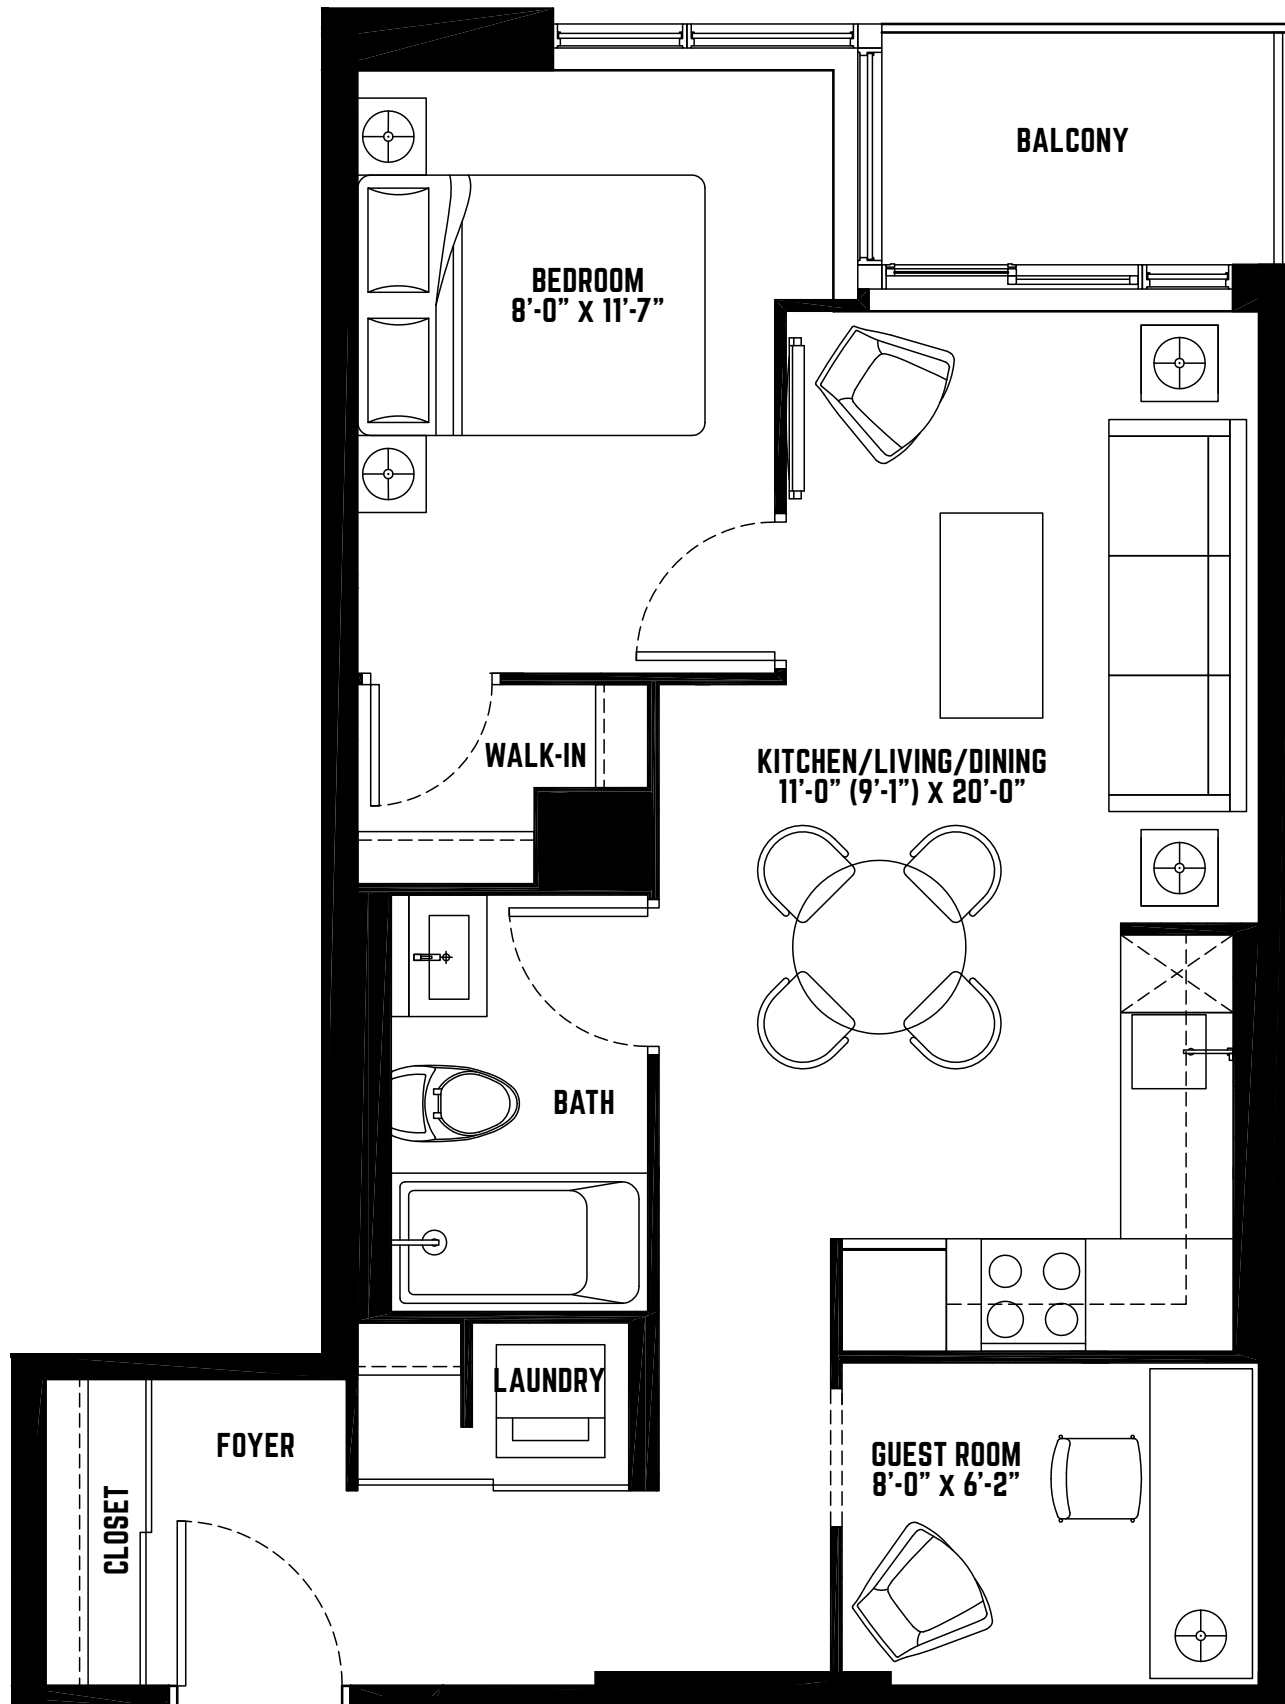 BALCONY
BEDROOM
8'-0" X 11'-7"
WALK-IN
KITCHEN/LIVING/DINING
11'-0" (9'-1") X 20'-0"
BATH
LAUNDRY
FOYER
GUEST ROOM
8'-0" X 6'-2"
CLOSET